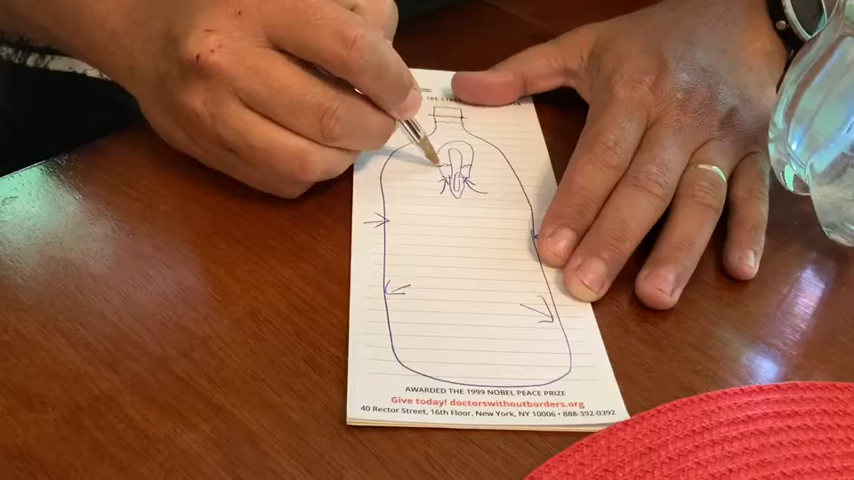 AWARDED THE 1999 NOBEL PEACE PRIZE
Give today! doctorswithoutborders.org
40 Rector Street, 16th Floor, New York, NY 10006 • 888-392-0392